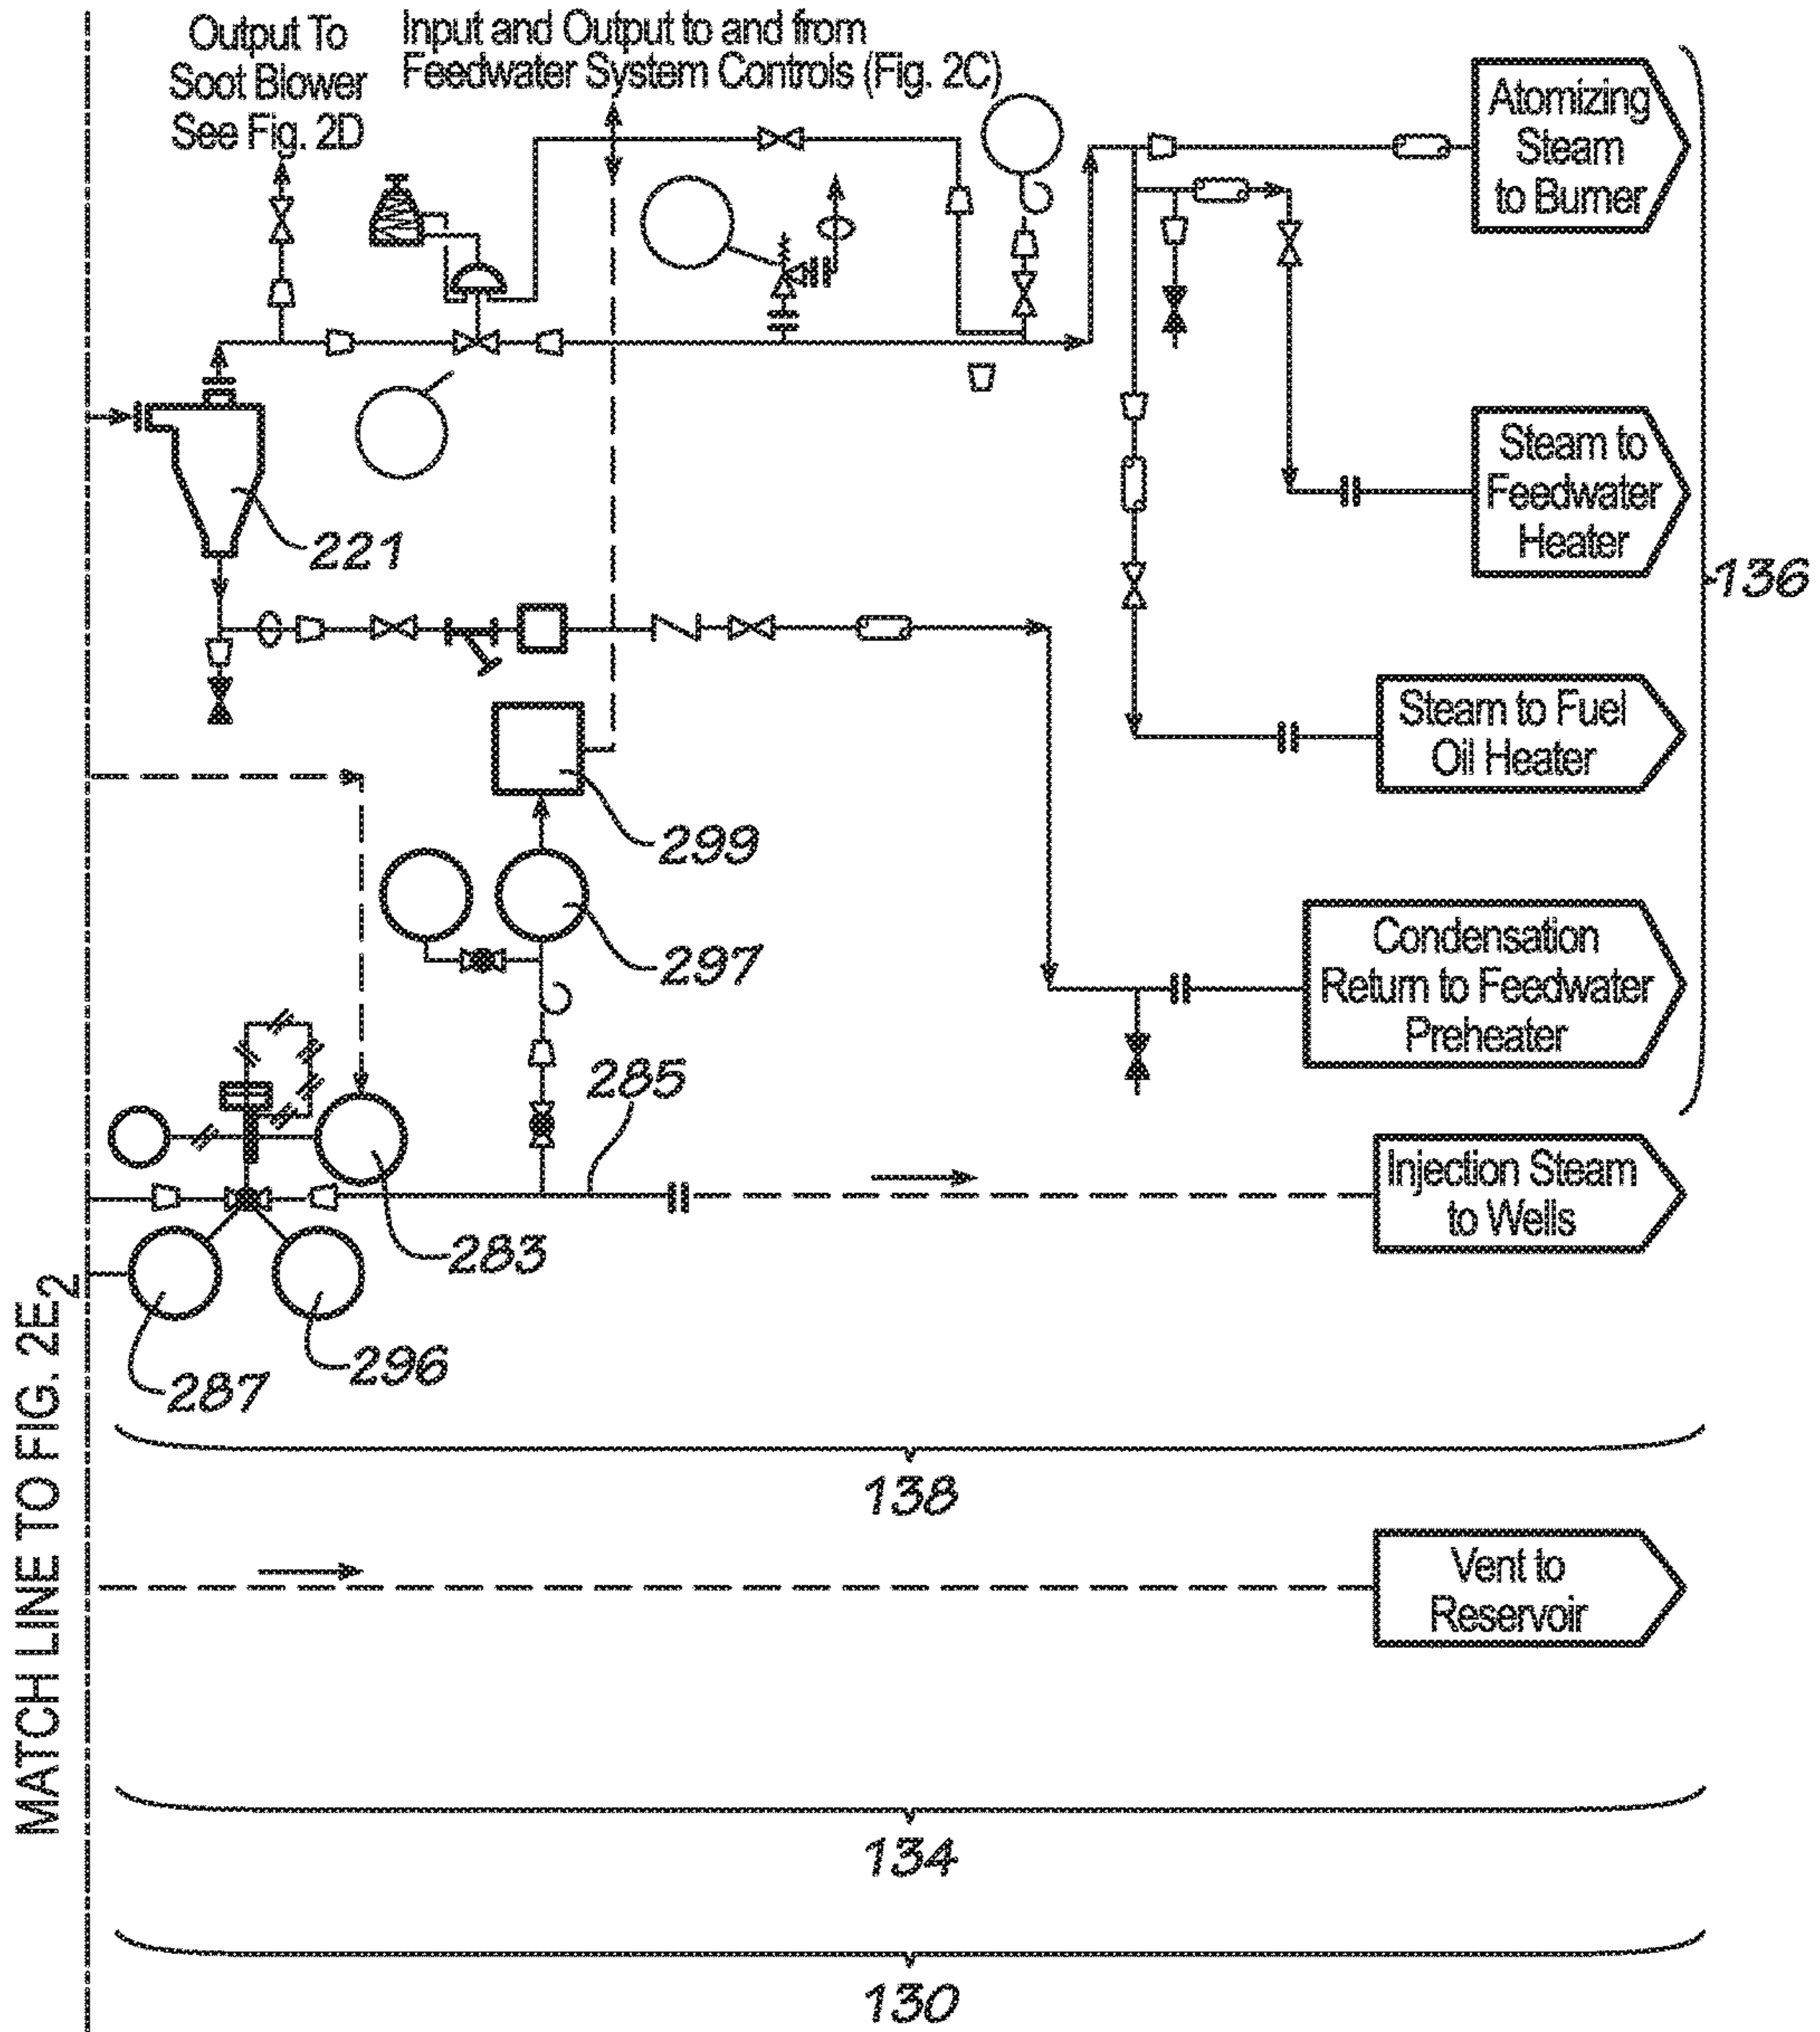 Output To
Soot Blower
See Fig. 2D
Input and Output to and from
Feedwater System Controls (Fig. 2C)
Atomizing
Steam
to Burner
Steam to
Feedwater
Heater
136
221
Steam to Fuel
Oil Heater
299
297
Condensation
Return to Feedwater
Preheater
285
Injection Steam
to Wells
283
296
287
MATCH LINE TO FIG. 2E2
138
Vent to
Reservoir
134
130